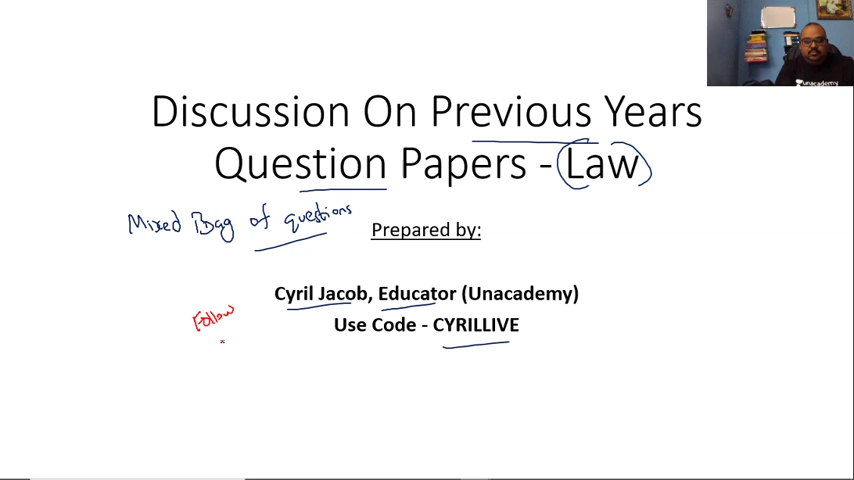 unacademy
Discussion On Previous Years
Question Papers - Law
Mixed Bag of questions
Prepared by:
Cyril Jacob, Educator (Unacademy)
Follow
Use Code - CYRILLIVE